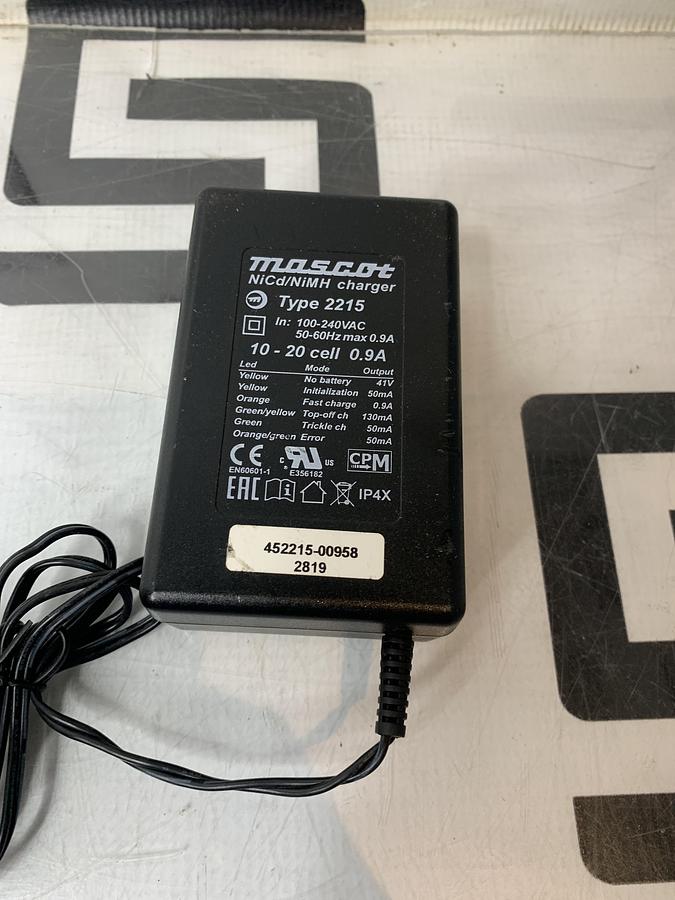 mascot
NiCd/NiMH charger
Type 2215
In: 100-240VAC
50-60Hz max 0.9A
10 - 20 cell 0.9A
Led Mode Output
Yellow No battery 41V
Yellow Initialization 50mA
Orange Fast charge 0.9A
Green/yellow Top-off ch 130mA
Green Trickle ch 50mA
Orange/green Error 50mA
CE c RU us CPM
EN60601-1 E356182
EAC i IP4X
452215-00958
2819